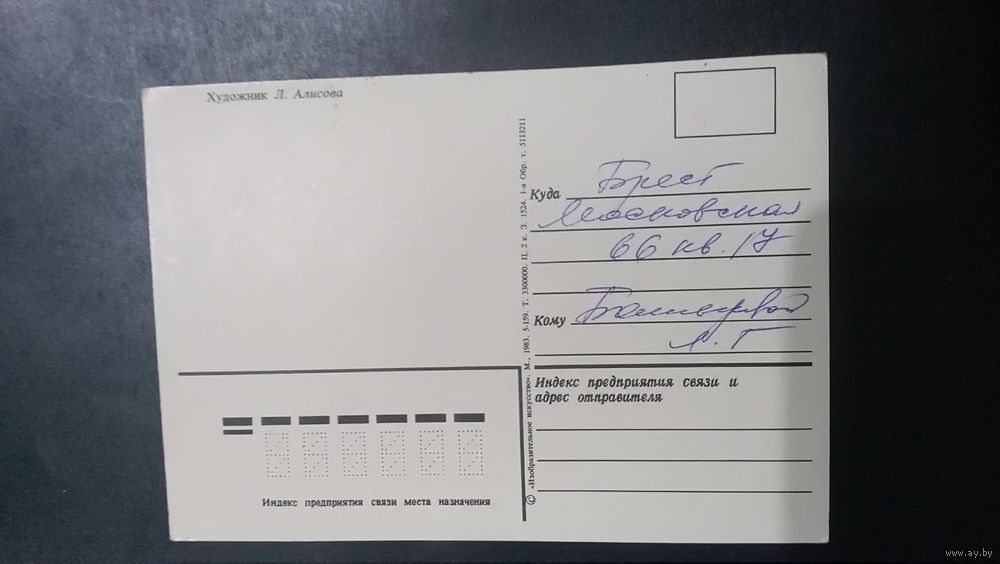 Художник Л. Алисова
Куда Брест
Московская
66 кв. 17
Кому
Л. Г
Индекс предприятия связи и
адрес отправителя
Индекс предприятия связи места назначения
© «Изобразительное искусство». М., 1983. 5-159. Т. 3300000. Ц. 2 к. З. 1524. 1-я Обр. т. 5113211
www.ay.by